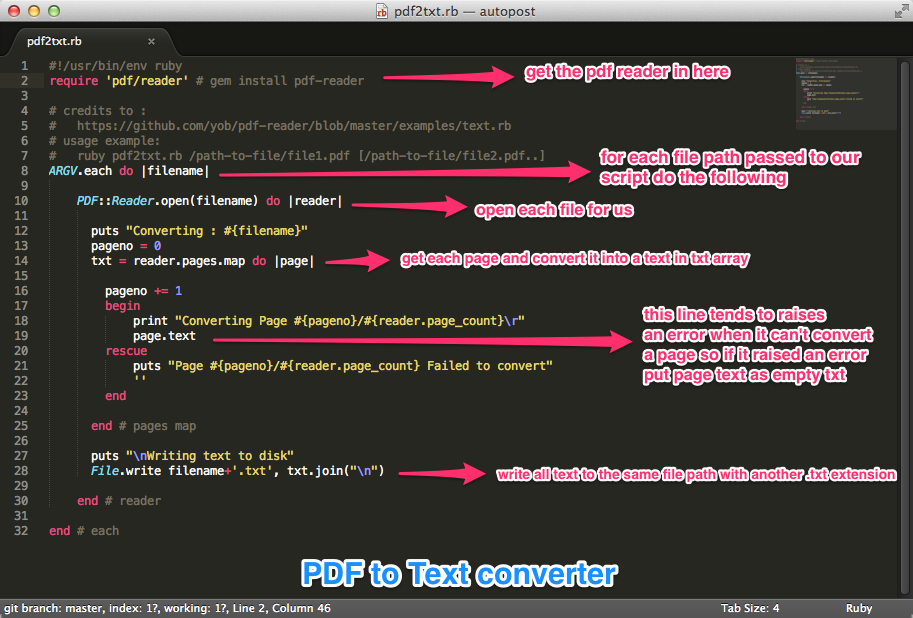 pdf2txt.rb — autopost
pdf2txt.rb ×
1 #!/usr/bin/env ruby
2 require 'pdf/reader' # gem install pdf-reader
get the pdf reader in here
3
4 # credits to :
5 #   https://github.com/yob/pdf-reader/blob/master/examples/text.rb
6 # usage example:
7 #   ruby pdf2txt.rb /path-to-file/file1.pdf [/path-to-file/file2.pdf..]
8 ARGV.each do |filename|
for each file path passed to our
script do the following
9
10     PDF::Reader.open(filename) do |reader|
open each file for us
11
12       puts "Converting : #{filename}"
13       pageno = 0
14       txt = reader.pages.map do |page|
get each page and convert it into a text in txt array
15
16         pageno += 1
17         begin
18             print "Converting Page #{pageno}/#{reader.page_count}\r"
19             page.text
this line tends to raises
an error when it can't convert
a page so if it raised an error
put page text as empty txt
20         rescue
21             puts "Page #{pageno}/#{reader.page_count} Failed to convert"
22             ''
23         end
24
25       end # pages map
26
27       puts "\nWriting text to disk"
28       File.write filename+'.txt', txt.join("\n")
write all text to the same file path with another .txt extension
29
30     end # reader
31
32 end # each
PDF to Text converter
git branch: master, index: 1?, working: 1?, Line 2, Column 46 Tab Size: 4 Ruby